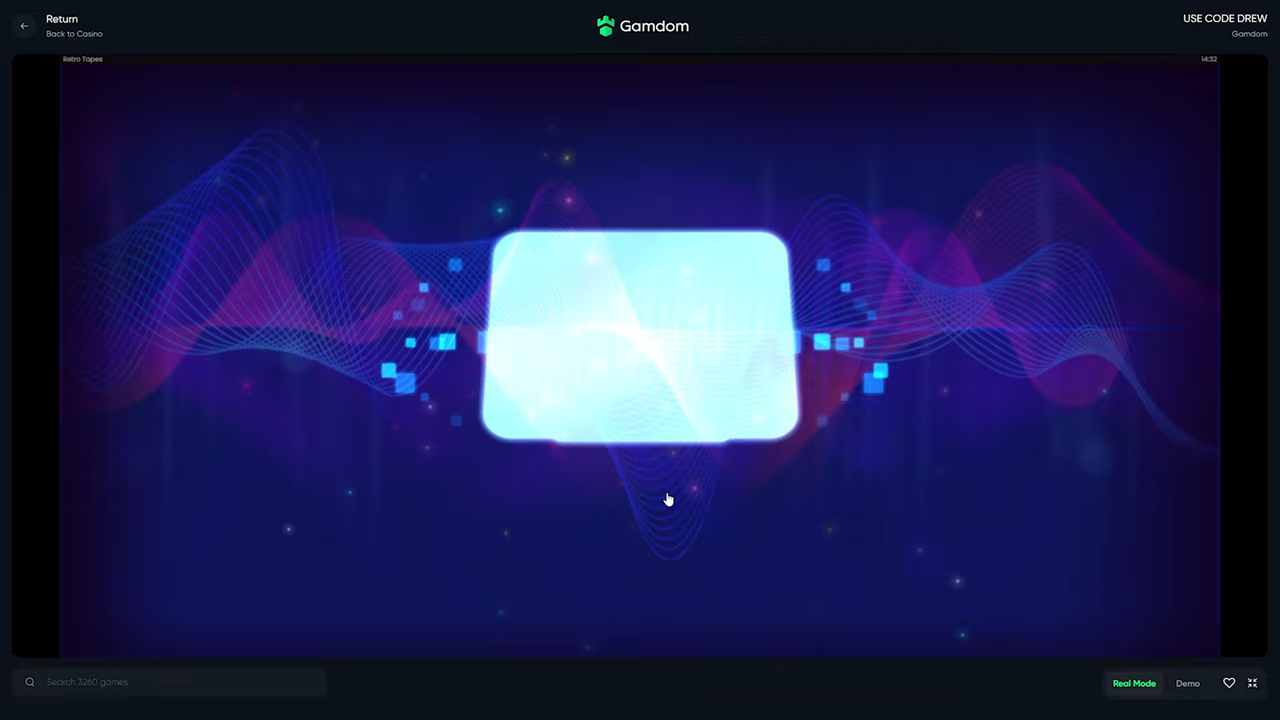 Return
Back to Casino
Gamdom
USE CODE DREW
Gamdom
Retro Tapes
14:32
Search 3260 games
Real Mode
Demo